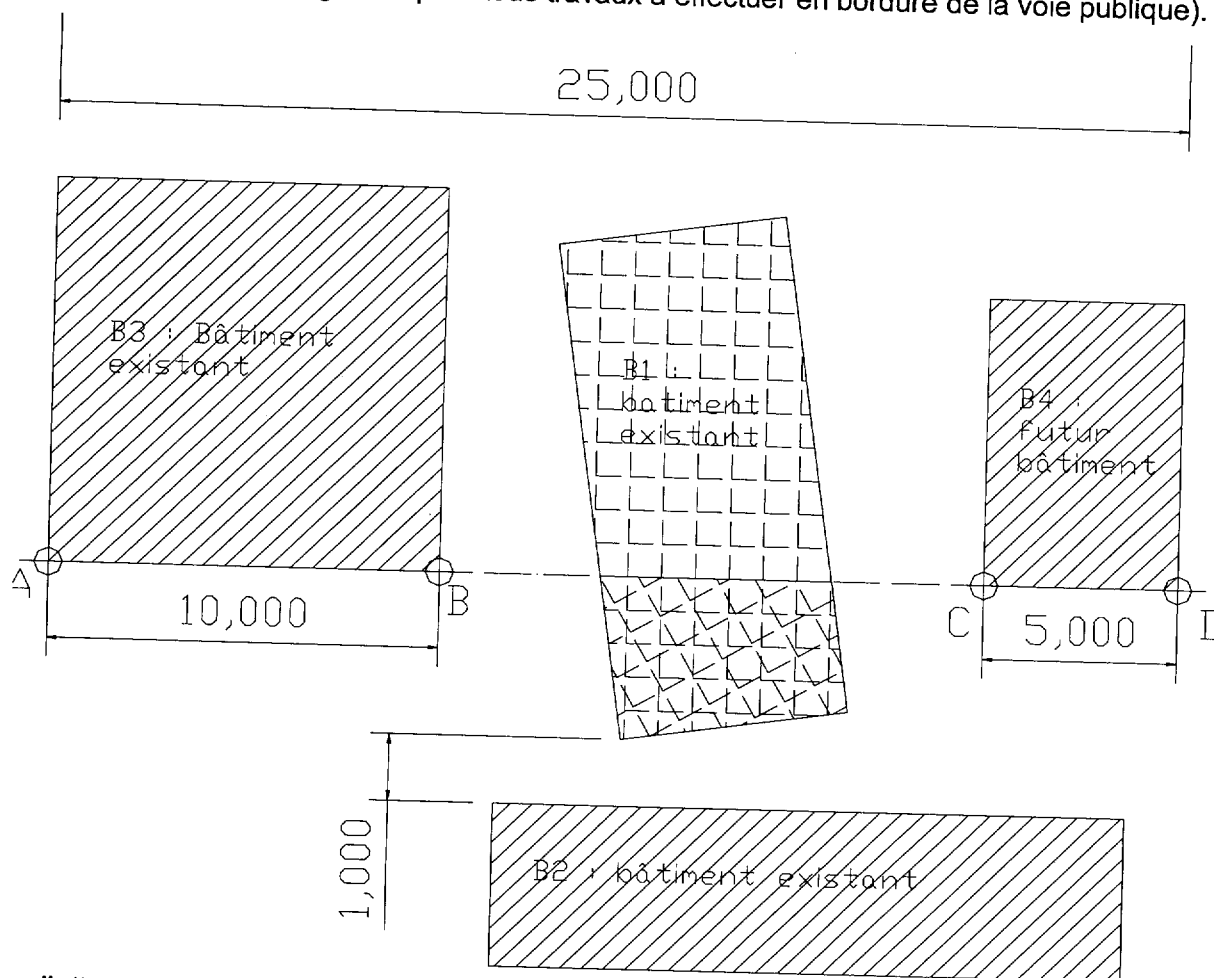 travaux à effectuer en bordure de la voie publique).
25,000
B3 : Bâtiment
existant
B1 :
batiment
existant
B4 :
futur
bâtiment
A
B
C
10,000
5,000
1,000
B2 : bâtiment existant